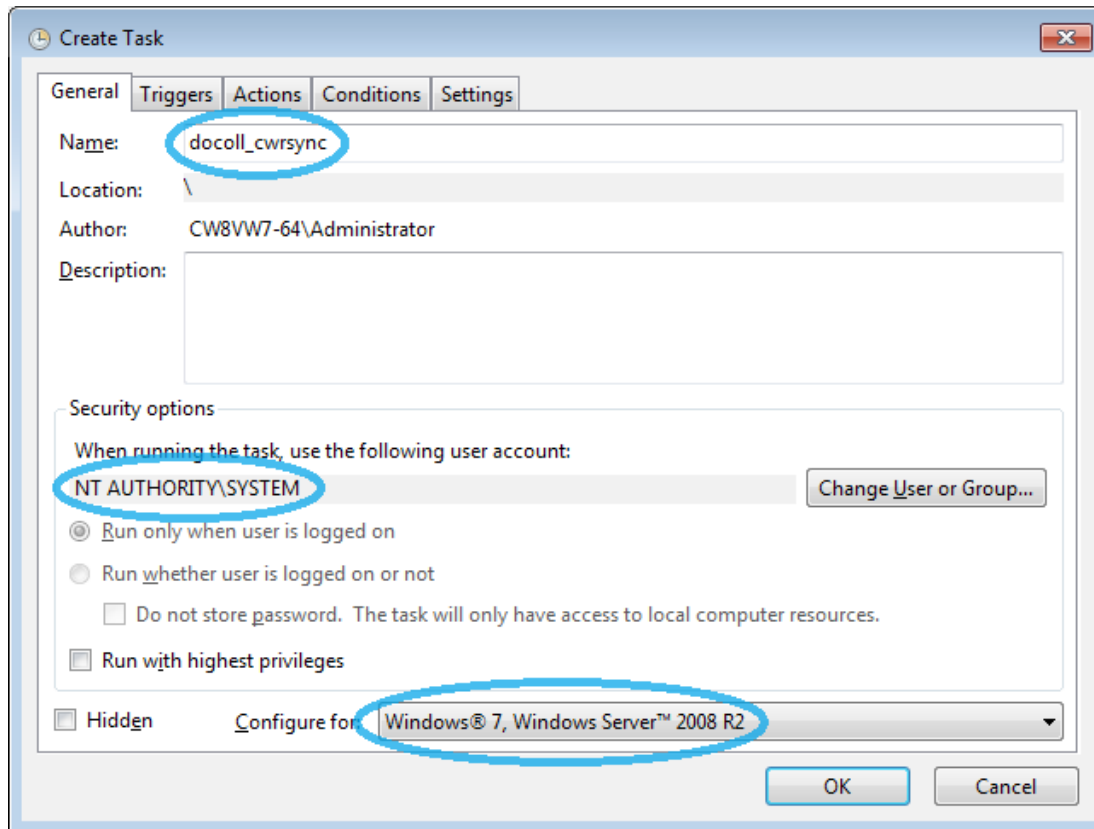 Create Task
General Triggers Actions Conditions Settings
Name: docoll_cwrsync
Location: \
Author: CW8VW7-64\Administrator
Description:
Security options
When running the task, use the following user account:
NT AUTHORITY\SYSTEM Change User or Group...
Run only when user is logged on
Run whether user is logged on or not
Do not store password. The task will only have access to local computer resources.
Run with highest privileges
Hidden Configure for: Windows® 7, Windows Server™ 2008 R2
OK Cancel